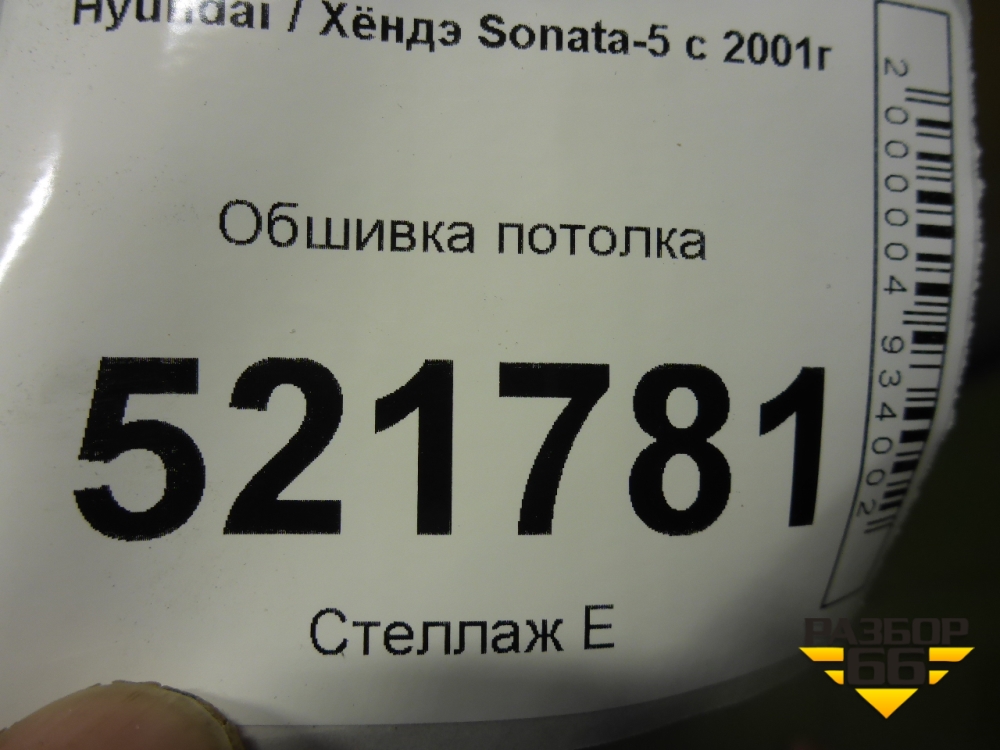 Hyundai / Хёндэ Sonata-5 с 2001г
Обшивка потолка
521781
Стеллаж Е
2000004934002
РАЗБОР
66